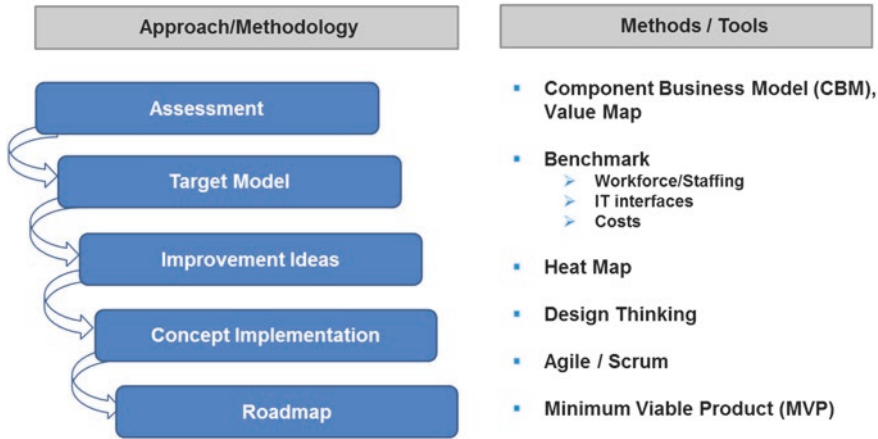 Approach/Methodology
Assessment
Target Model
Improvement Ideas
Concept Implementation
Roadmap
Methods / Tools
Component Business Model (CBM),
Value Map
Benchmark
Workforce/Staffing
IT interfaces
Costs
Heat Map
Design Thinking
Agile / Scrum
Minimum Viable Product (MVP)